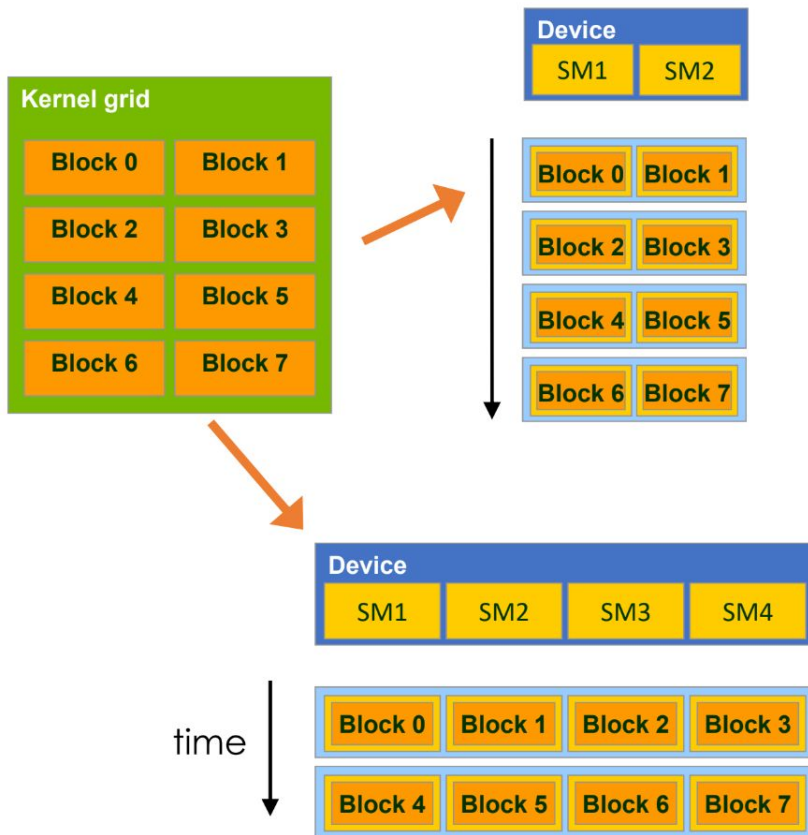 Kernel grid
Block 0 Block 1
Block 2 Block 3
Block 4 Block 5
Block 6 Block 7
Device
SM1 SM2
Block 0 Block 1
Block 2 Block 3
Block 4 Block 5
Block 6 Block 7
Device
SM1 SM2 SM3 SM4
time
Block 0 Block 1 Block 2 Block 3
Block 4 Block 5 Block 6 Block 7